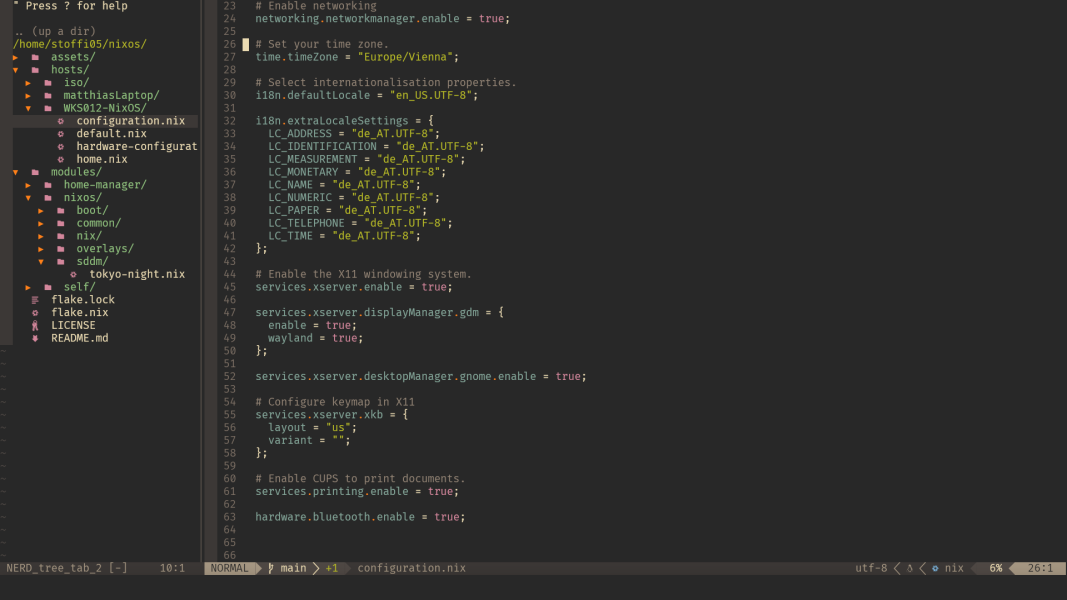 " Press ? for help
.. (up a dir)
/home/stoffi05/nixos/
▸ assets/
▾ hosts/
▸ iso/
▸ matthiasLaptop/
▾ WKS012-NixOS/
configuration.nix
default.nix
hardware-configurat
home.nix
▾ modules/
▸ home-manager/
▾ nixos/
▸ boot/
▸ common/
▸ nix/
▸ overlays/
▾ sddm/
tokyo-night.nix
▸ self/
flake.lock
flake.nix
LICENSE
README.md
NERD_tree_tab_2 [-] 10:1
23 # Enable networking
24 networking.networkmanager.enable = true;
25
26 # Set your time zone.
27 time.timeZone = "Europe/Vienna";
28
29 # Select internationalisation properties.
30 i18n.defaultLocale = "en_US.UTF-8";
31
32 i18n.extraLocaleSettings = {
33 LC_ADDRESS = "de_AT.UTF-8";
34 LC_IDENTIFICATION = "de_AT.UTF-8";
35 LC_MEASUREMENT = "de_AT.UTF-8";
36 LC_MONETARY = "de_AT.UTF-8";
37 LC_NAME = "de_AT.UTF-8";
38 LC_NUMERIC = "de_AT.UTF-8";
39 LC_PAPER = "de_AT.UTF-8";
40 LC_TELEPHONE = "de_AT.UTF-8";
41 LC_TIME = "de_AT.UTF-8";
42 };
43
44 # Enable the X11 windowing system.
45 services.xserver.enable = true;
46
47 services.xserver.displayManager.gdm = {
48 enable = true;
49 wayland = true;
50 };
51
52 services.xserver.desktopManager.gnome.enable = true;
53
54 # Configure keymap in X11
55 services.xserver.xkb = {
56 layout = "us";
57 variant = "";
58 };
59
60 # Enable CUPS to print documents.
61 services.printing.enable = true;
62
63 hardware.bluetooth.enable = true;
64
65
66
NORMAL main +1 configuration.nix utf-8 nix 6% 26:1